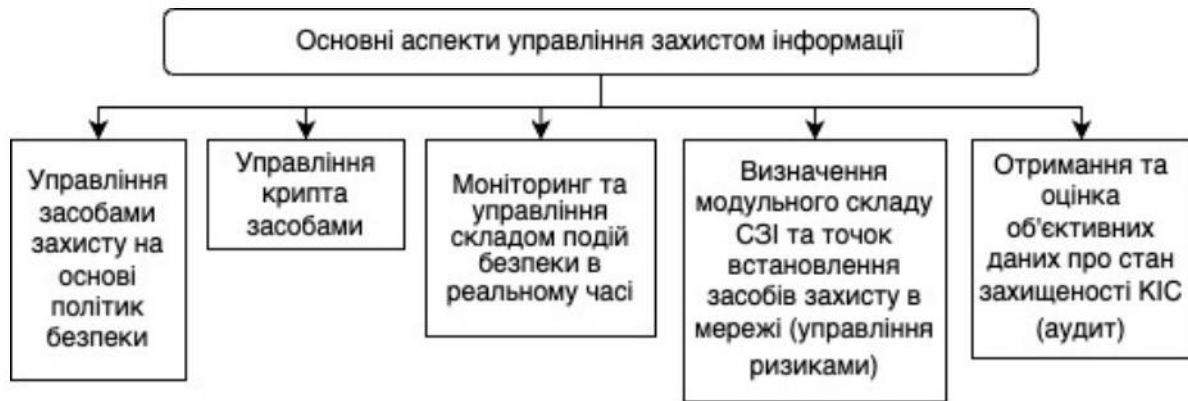 Основні аспекти управління захистом інформації
Управління
засобами
захисту на
основі
політик
безпеки
Управління
крипта
засобами
Моніторинг та
управління
складом подій
безпеки в
реальному часі
Визначення
модульного складу
СЗІ та точок
встановлення
засобів захисту в
мережі (управління
ризиками)
Отримання та
оцінка
об'єктивних
даних про стан
захищеності КІС
(аудит)